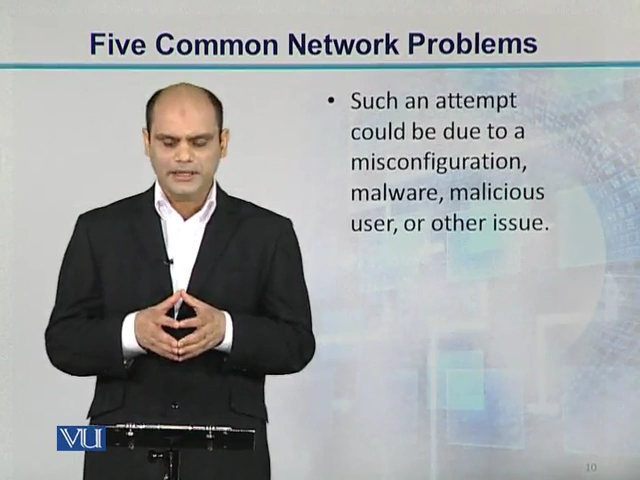 Five Common Network Problems
• Such an attempt
could be due to a
misconfiguration,
malware, malicious
user, or other issue.
VU
10